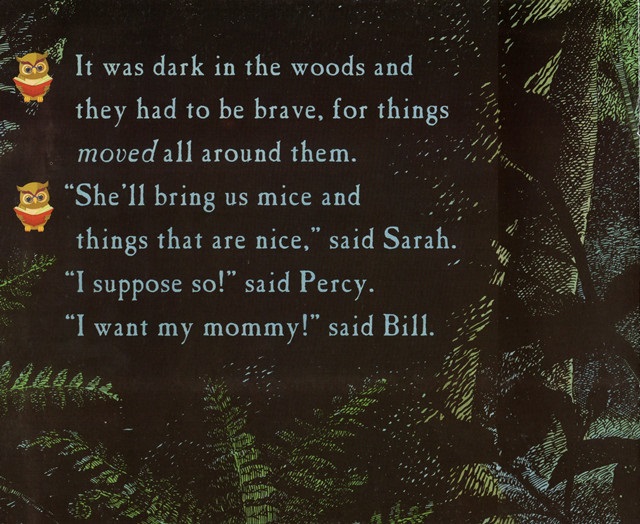 It was dark in the woods and
they had to be brave, for things
moved all around them.
“She’ll bring us mice and
things that are nice,” said Sarah.
“I suppose so!” said Percy.
“I want my mommy!” said Bill.